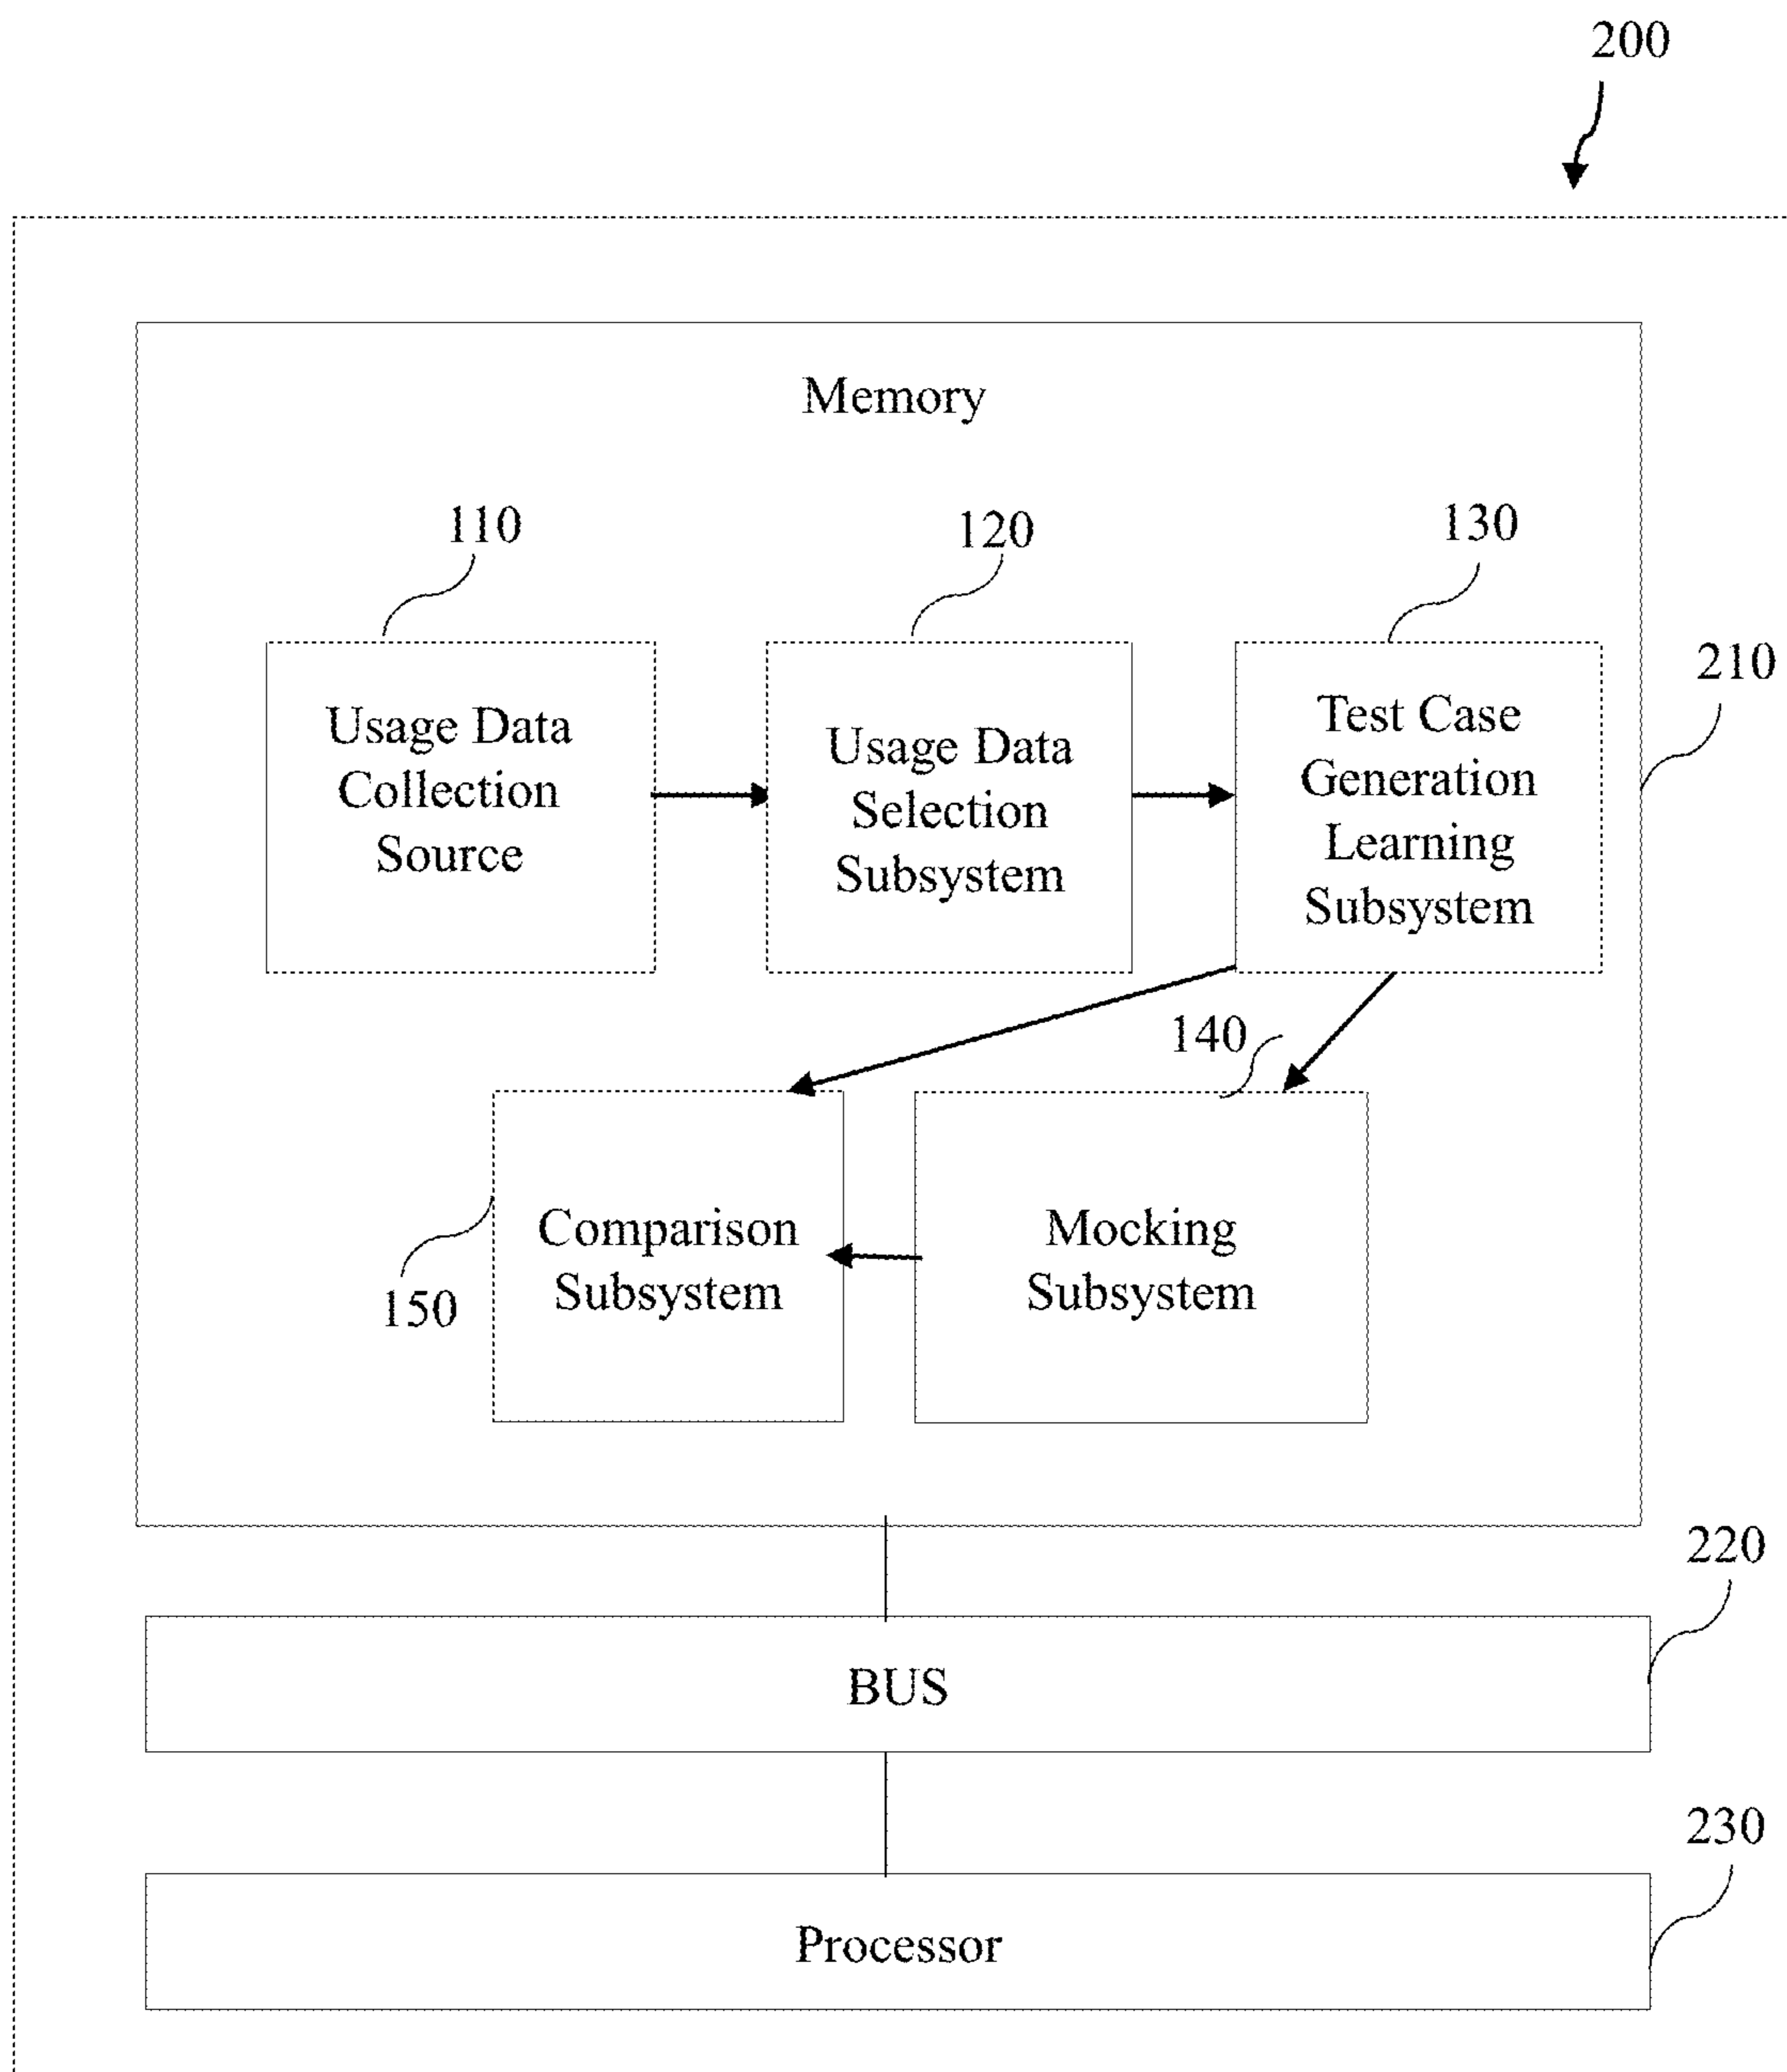 200
Memory
110
120
130
210
Usage Data
Collection
Source
Usage Data
Selection
Subsystem
Test Case
Generation
Learning
Subsystem
140
150
Comparison
Subsystem
Mocking
Subsystem
220
BUS
230
Processor